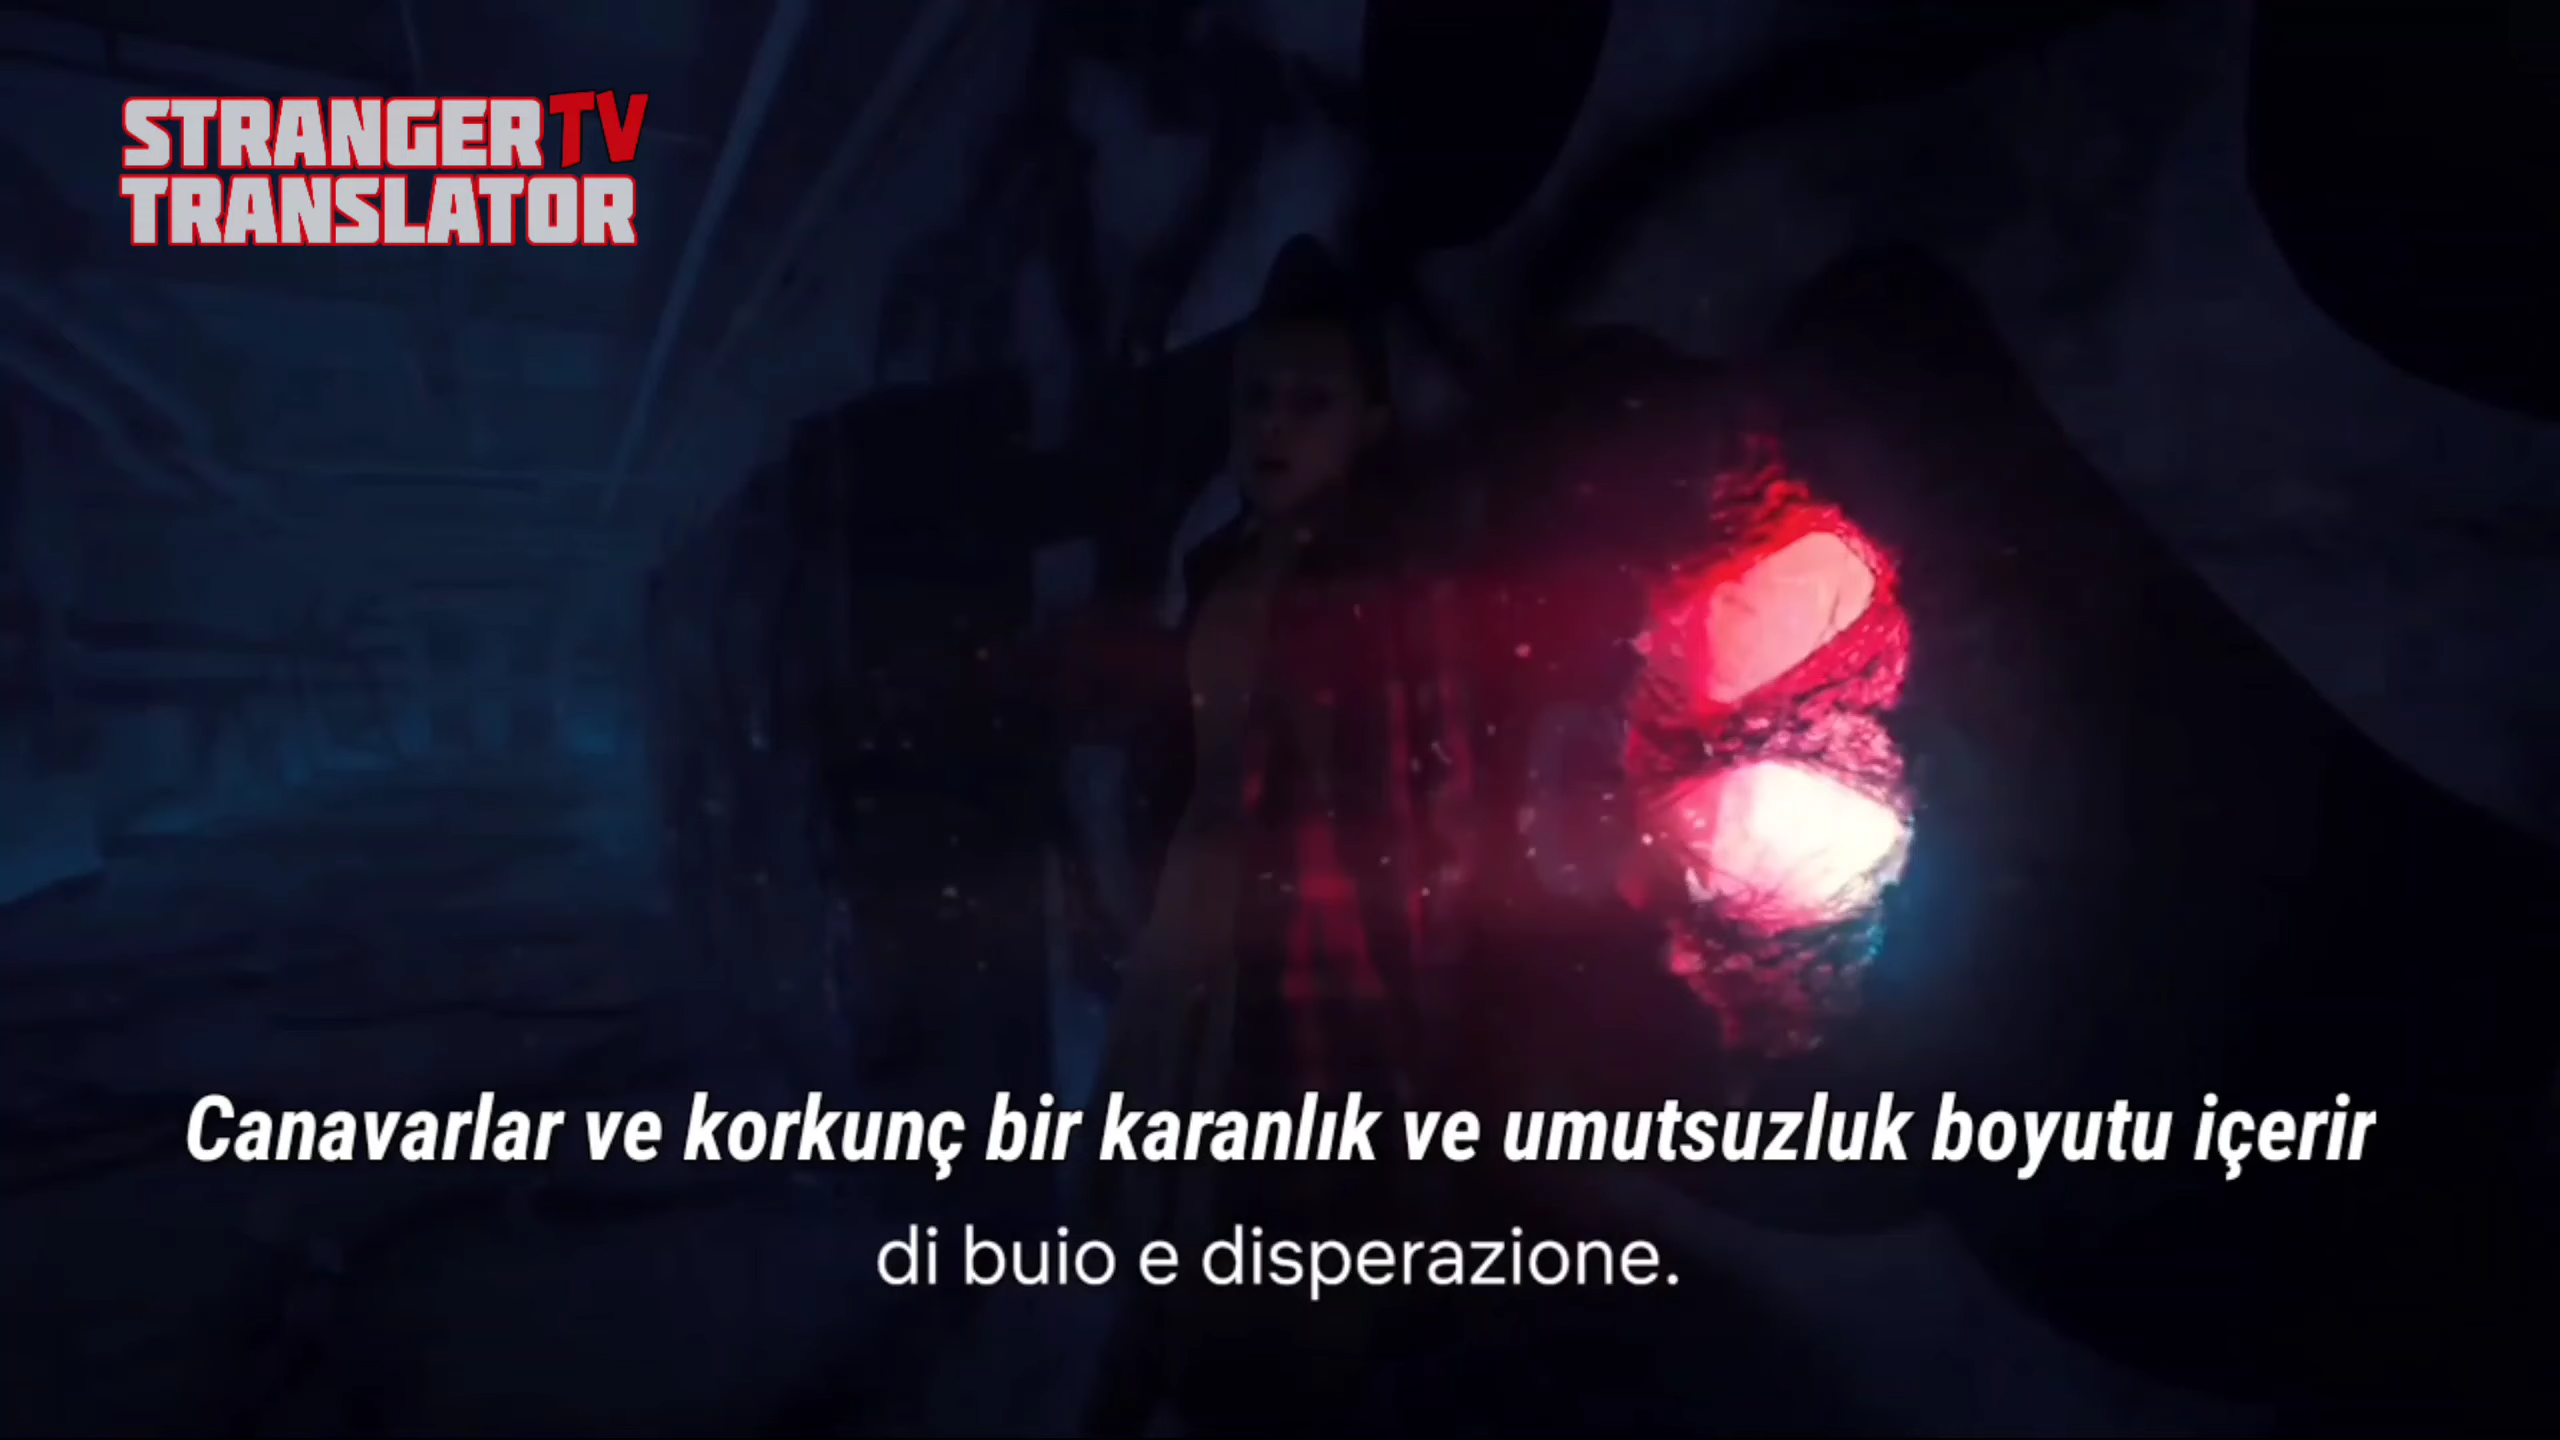 STRANGER TV
TRANSLATOR
Canavarlar ve korkunç bir karanlık ve umutsuzluk boyutu içerir
di buio e disperazione.